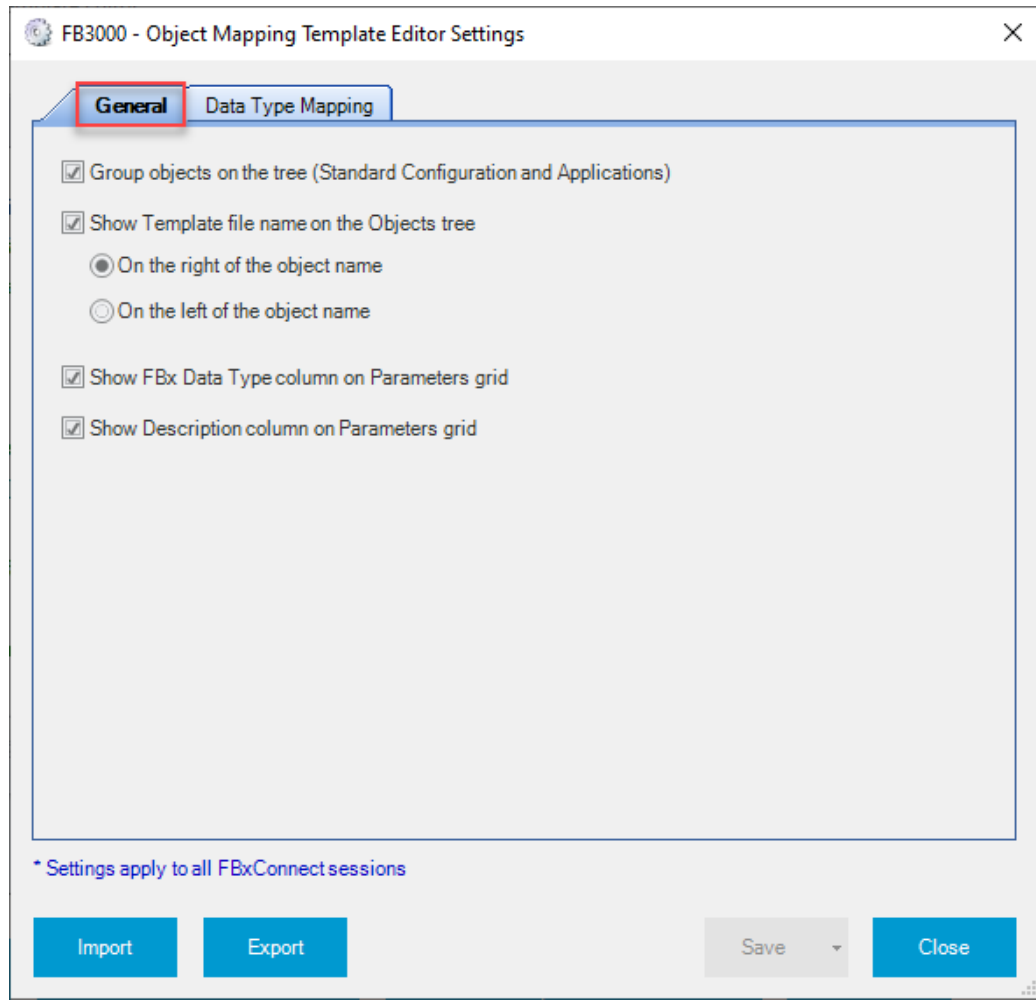 FB3000 - Object Mapping Template Editor Settings
General
Data Type Mapping
Group objects on the tree (Standard Configuration and Applications)
Show Template file name on the Objects tree
On the right of the object name
On the left of the object name
Show FBx Data Type column on Parameters grid
Show Description column on Parameters grid
* Settings apply to all FBxConnect sessions
Import
Export
Save
Close